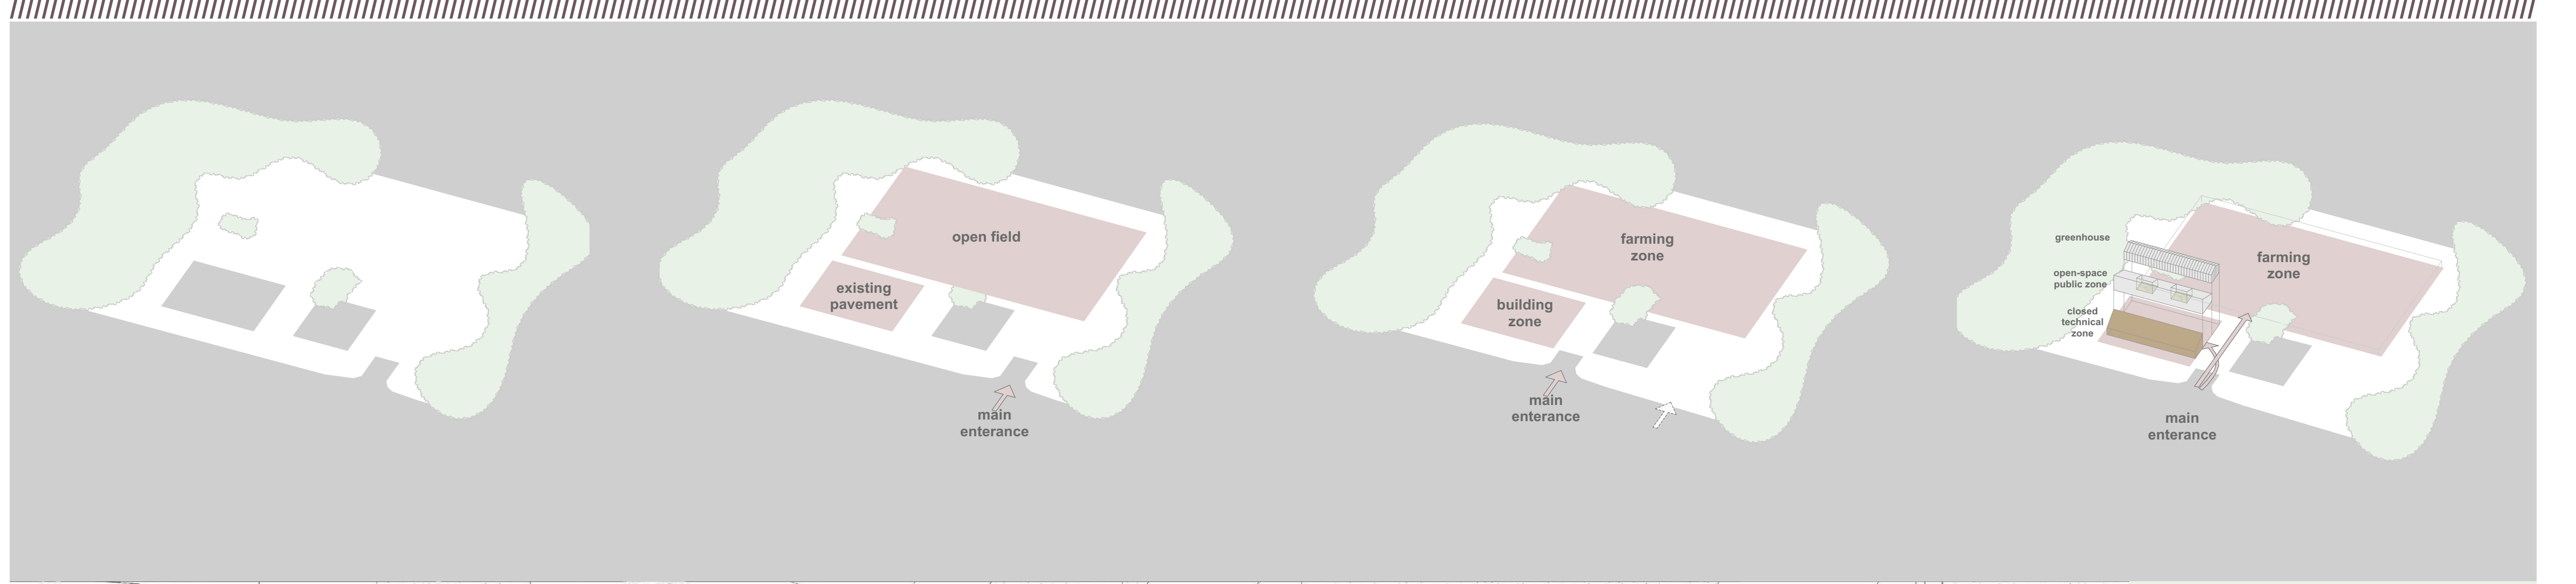 open field
existing
pavement
main
enterance
farming
zone
building
zone
main
enterance
greenhouse
open-space
public zone
closed
technical
zone
farming
zone
main
enterance